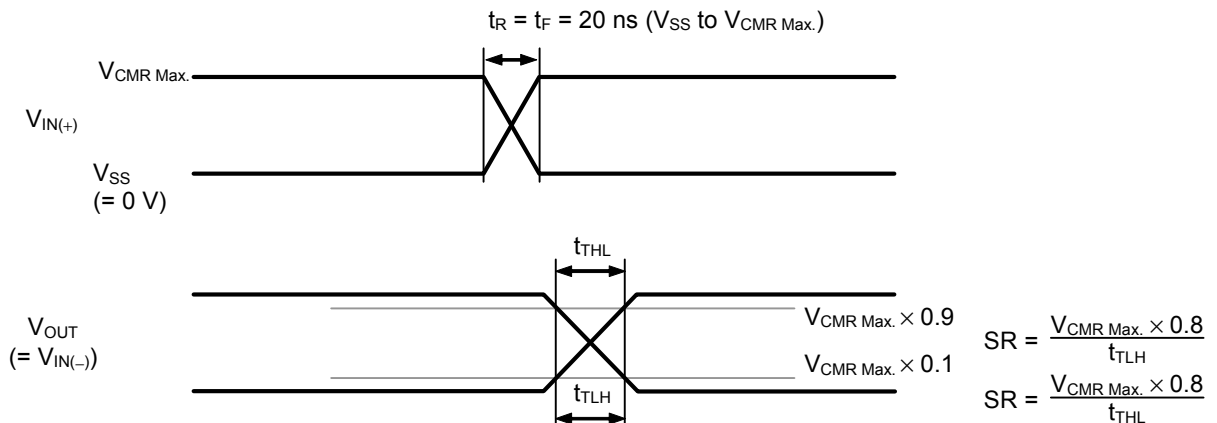 tR = tF = 20 ns (VSS to VCMR Max.)
VCMR Max.
VIN(+)
VSS
(= 0 V)
tTHL
VOUT
(= VIN(−))
VCMR Max. × 0.9
VCMR Max. × 0.1
tTLH
SR = VCMR Max. × 0.8
tTLH
SR = VCMR Max. × 0.8
tTHL